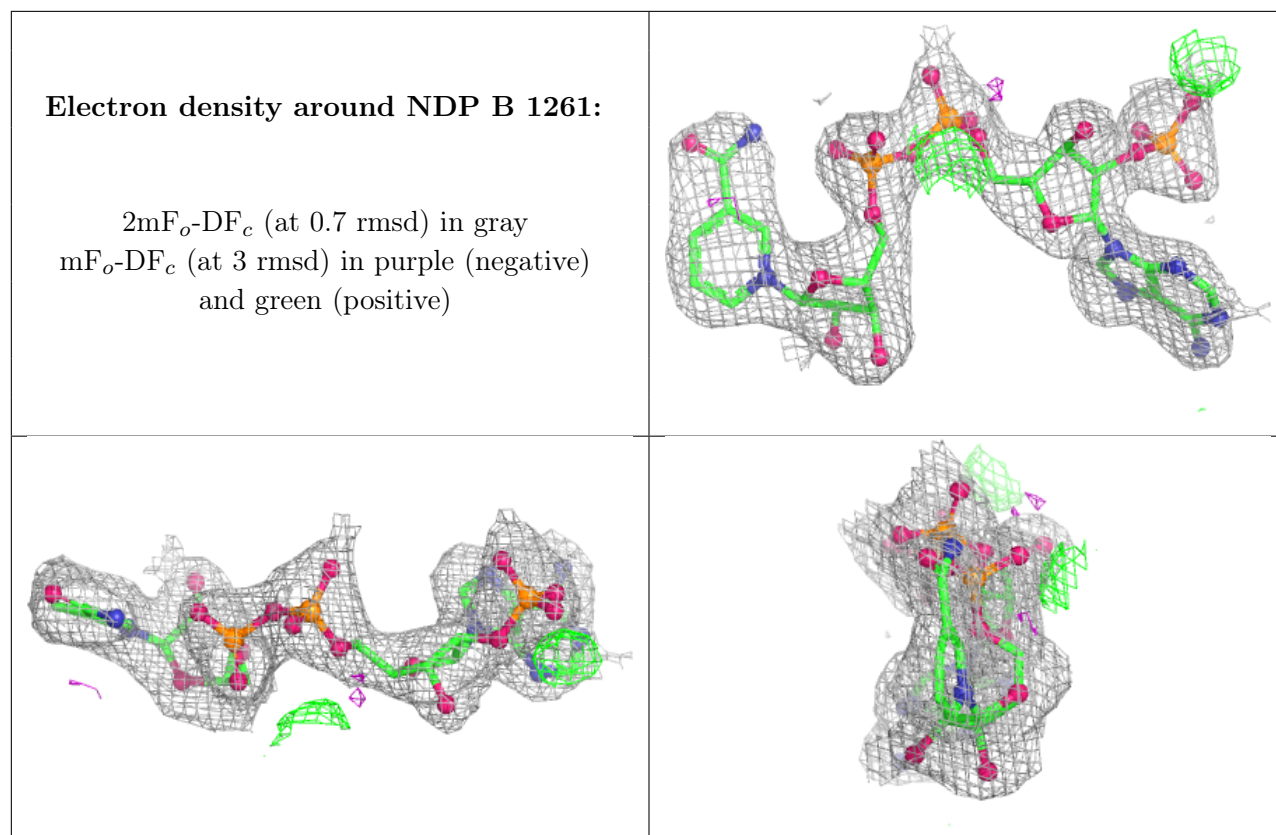 Electron density around NDP B 1261:
2mFo-DFc (at 0.7 rmsd) in gray
mFo-DFc (at 3 rmsd) in purple (negative)
and green (positive)